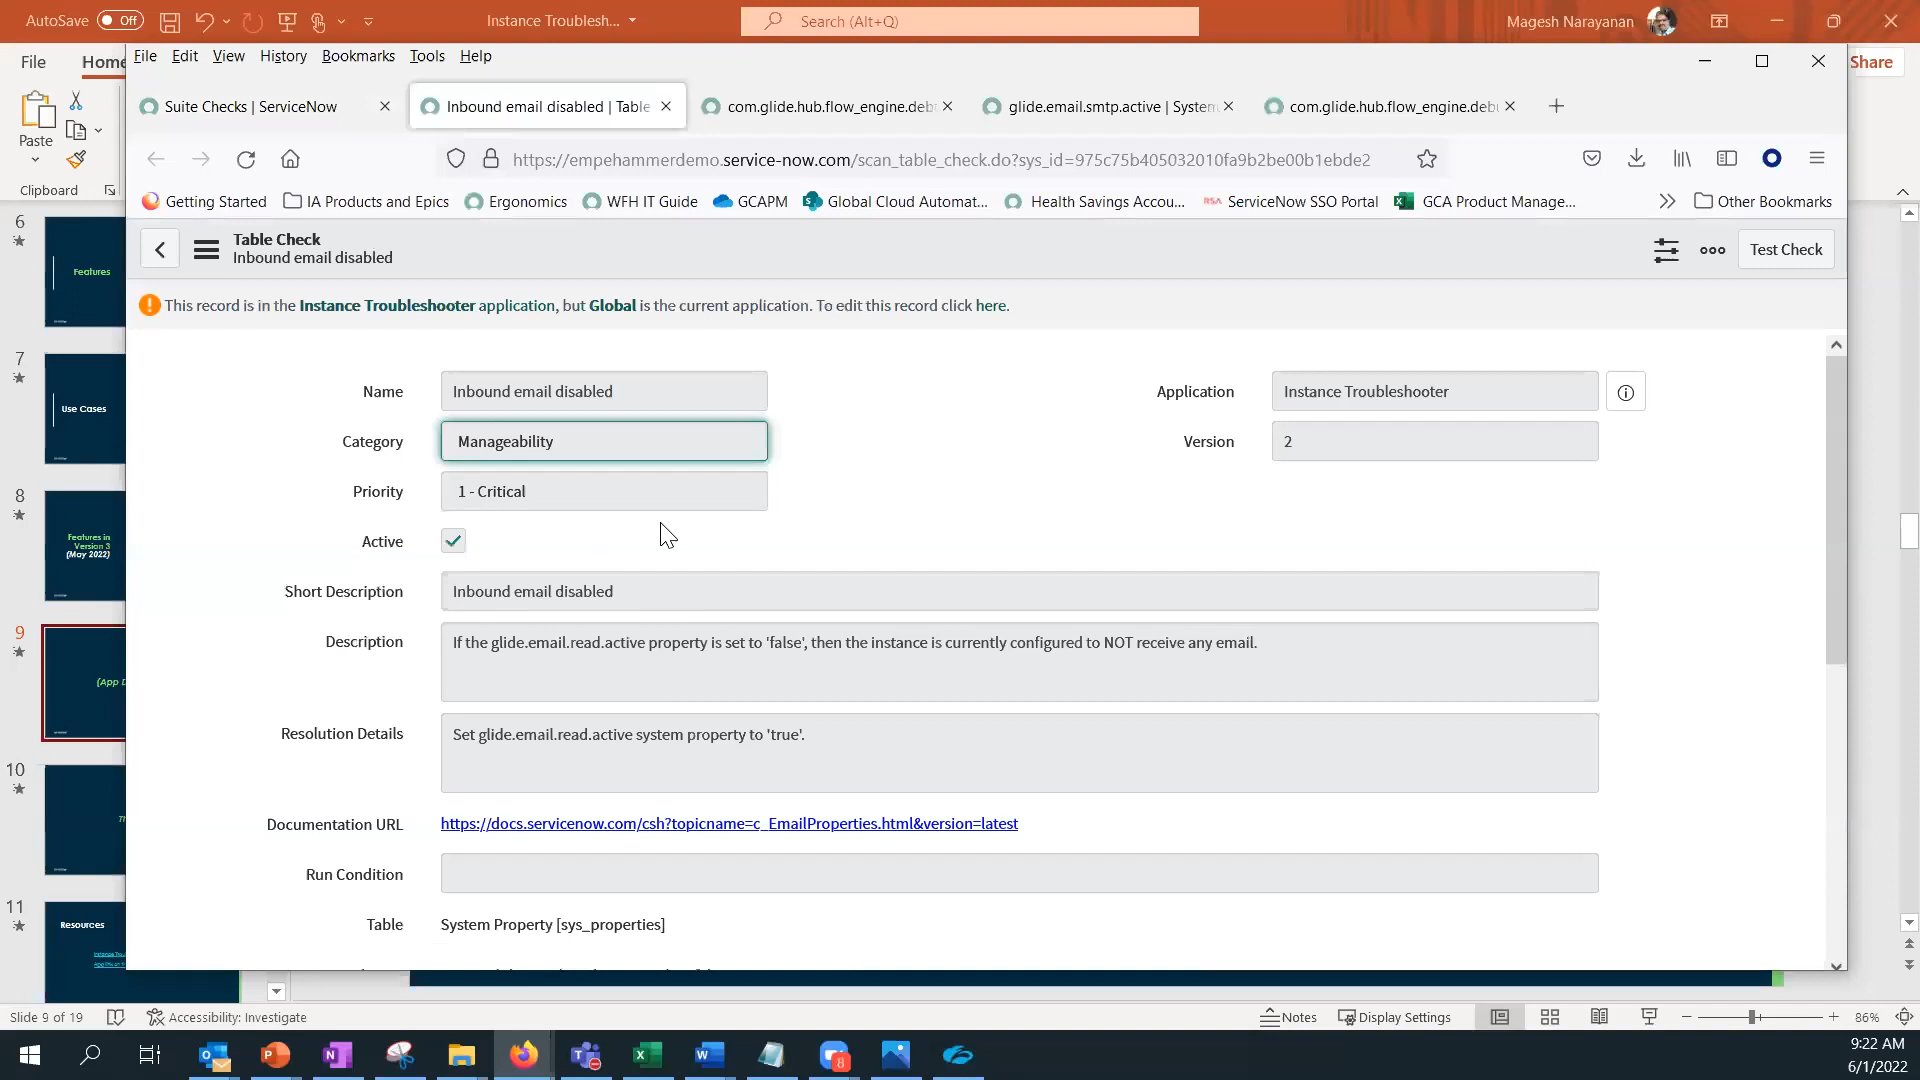 AutoSave Off
Instance Troublesh...
Search (Alt+Q)
Magesh Narayanan
File
Home
Share
Paste
Clipboard
File Edit View History Bookmarks Tools Help
Suite Checks | ServiceNow
Inbound email disabled | Table
com.glide.hub.flow_engine.deb
glide.email.smtp.active | System
com.glide.hub.flow_engine.deb
https://empehammerdemo.service-now.com/scan_table_check.do?sys_id=975c75b405032010fa9b2be00b1ebde2
Getting Started
IA Products and Epics
Ergonomics
WFH IT Guide
GCAPM
Global Cloud Automat...
Health Savings Accou...
RSA ServiceNow SSO Portal
GCA Product Manage...
Other Bookmarks
Table Check
Inbound email disabled
Test Check
This record is in the Instance Troubleshooter application, but Global is the current application. To edit this record click here.
Name Inbound email disabled
Application Instance Troubleshooter
Category Manageability
Version 2
Priority 1 - Critical
Active
Short Description Inbound email disabled
Description If the glide.email.read.active property is set to 'false', then the instance is currently configured to NOT receive any email.
Resolution Details Set glide.email.read.active system property to 'true'.
Documentation URL https://docs.servicenow.com/csh?topicname=c_EmailProperties.html&version=latest
Run Condition
Table System Property [sys_properties]
6
Features
7
Use Cases
8
Features in
Version 3
(May 2022)
9
(App D
10
Th
11
Resources
Slide 9 of 19
Accessibility: Investigate
Notes
Display Settings
86%
8
9:22 AM
6/1/2022